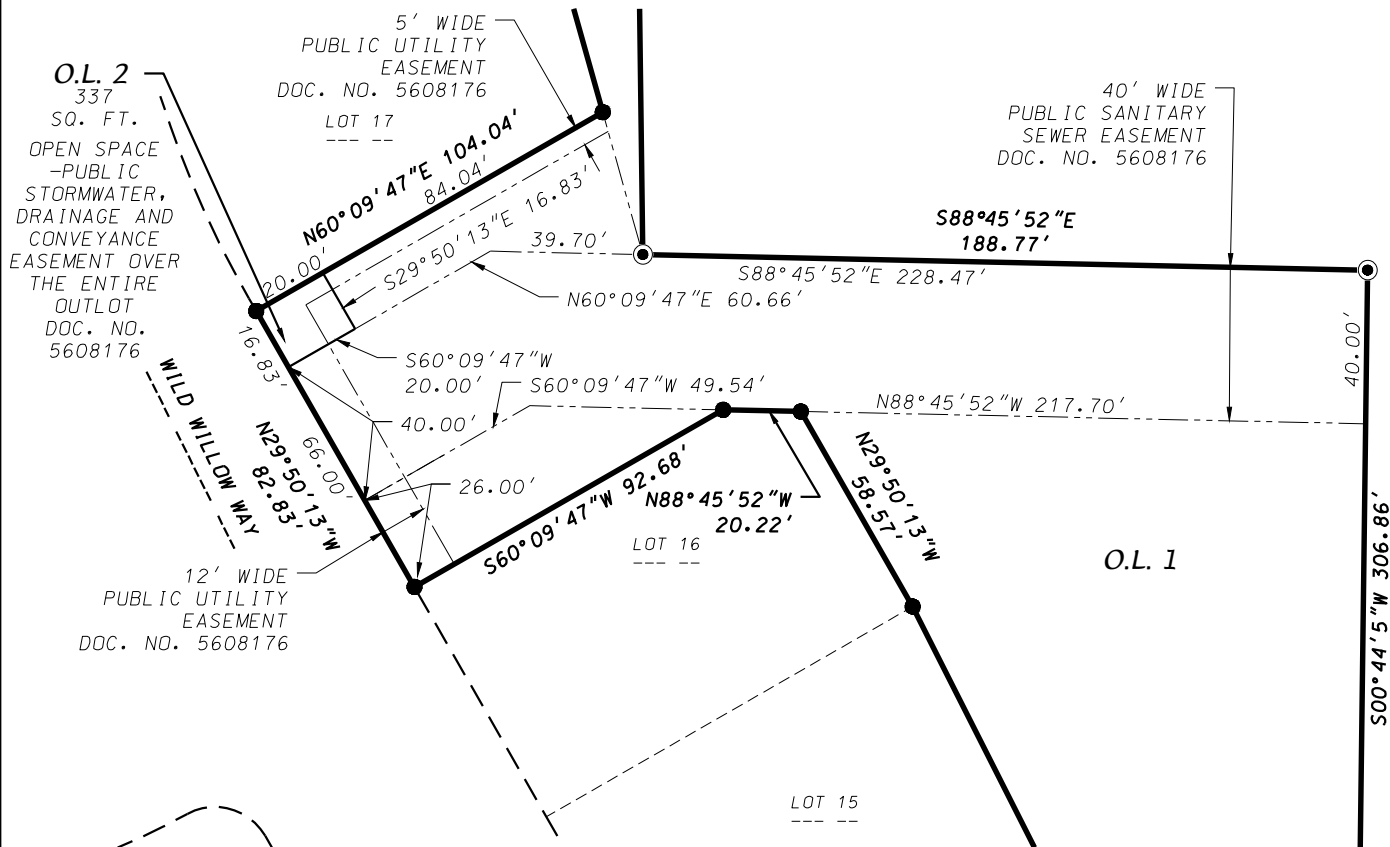 5' WIDE
PUBLIC UTILITY
EASEMENT
DOC. NO. 5608176
LOT 17
O.L. 2
337
SQ. FT.
OPEN SPACE
-PUBLIC
STORMWATER,
DRAINAGE AND
CONVEYANCE
EASEMENT OVER
THE ENTIRE
OUTLOT
DOC. NO.
5608176
40' WIDE
PUBLIC SANITARY
SEWER EASEMENT
DOC. NO. 5608176
N60°09'47"E 104.04'
84.04'
20.00'
S29°50'13"E 16.83'
39.70'
N60°09'47"E 60.66'
S88°45'52"E
188.77'
S88°45'52"E 228.47'
40.00'
16.83'
S60°09'47"W
20.00'
S60°09'47"W 49.54'
40.00'
N88°45'52"W 217.70'
66.00'
26.00'
WILD WILLOW WAY
N29°50'13"W
82.83'
S60°09'47"W 92.68'
N88°45'52"W
20.22'
N29°50'13"W
58.57'
LOT 16
O.L. 1
S00°44'5"W 306.86'
12' WIDE
PUBLIC UTILITY
EASEMENT
DOC. NO. 5608176
LOT 15